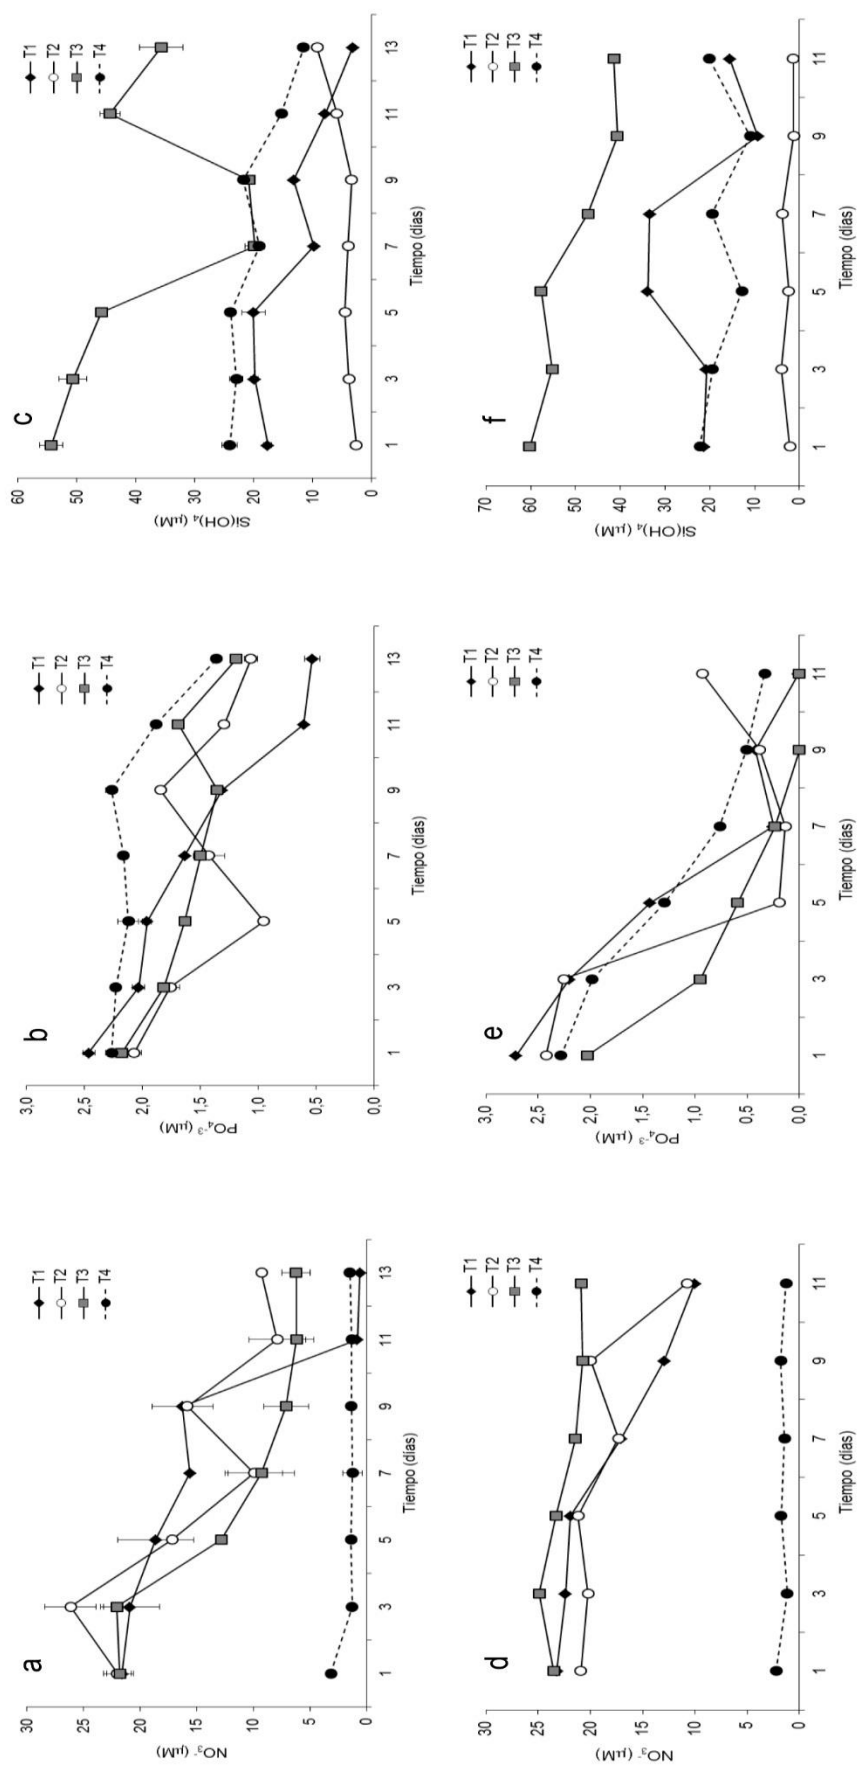 a
NO₃⁻ (µM)
30
25
20
15
10
5
0
1 3 5 7 9 11 13
Tiempo (días)
T1
T2
T3
T4
b
PO₄⁻³ (µM)
3,0
2,5
2,0
1,5
1,0
0,5
0,0
1 3 5 7 9 11 13
Tiempo (días)
T1
T2
T3
T4
c
Si(OH)₄ (µM)
60
50
40
30
20
10
0
1 3 5 7 9 11 13
Tiempo (días)
T1
T2
T3
T4
d
NO₃⁻ (µM)
30
25
20
15
10
5
0
1 3 5 7 9 11
Tiempo (días)
T1
T2
T3
T4
e
PO₄⁻³ (µM)
3,0
2,5
2,0
1,5
1,0
0,5
0,0
1 3 5 7 9 11
Tiempo (días)
T1
T2
T3
T4
f
Si(OH)₄ (µM)
70
60
50
40
30
20
10
0
1 3 5 7 9 11
Tiempo (días)
T1
T2
T3
T4